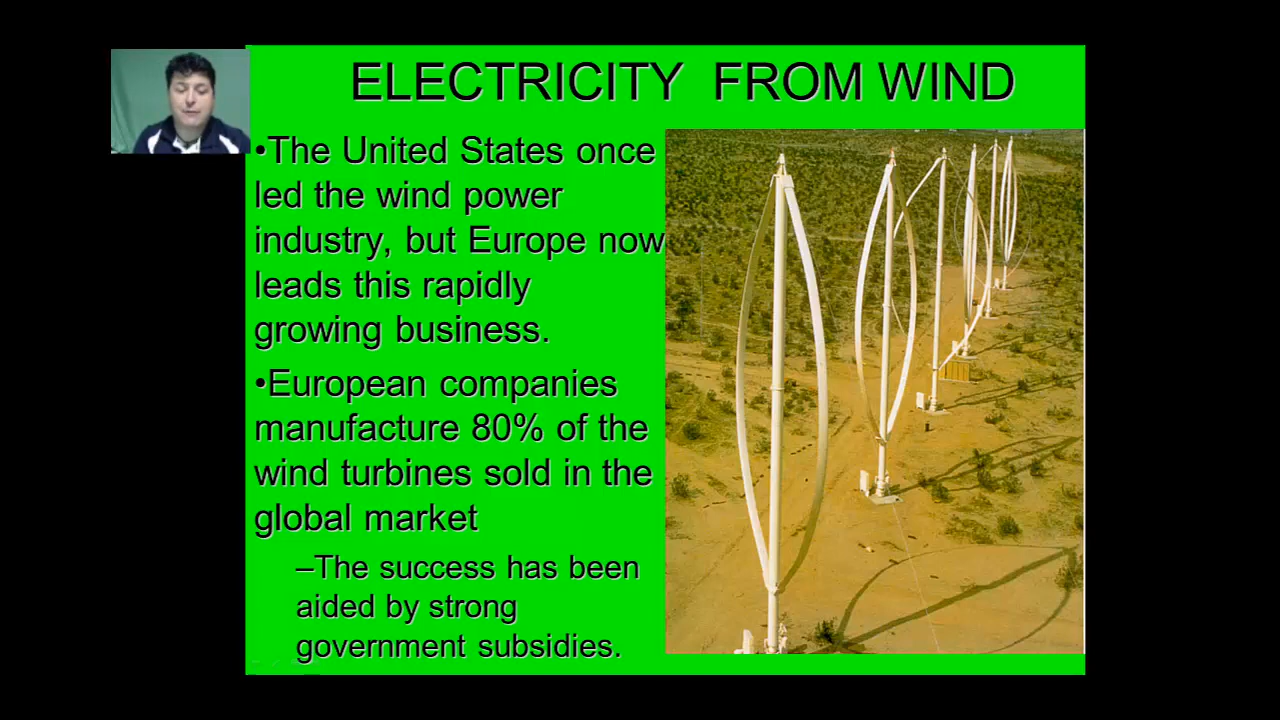 ELECTRICITY FROM WIND
•The United States once
led the wind power
industry, but Europe now
leads this rapidly
growing business.
•European companies
manufacture 80% of the
wind turbines sold in the
global market
–The success has been
aided by strong
government subsidies.